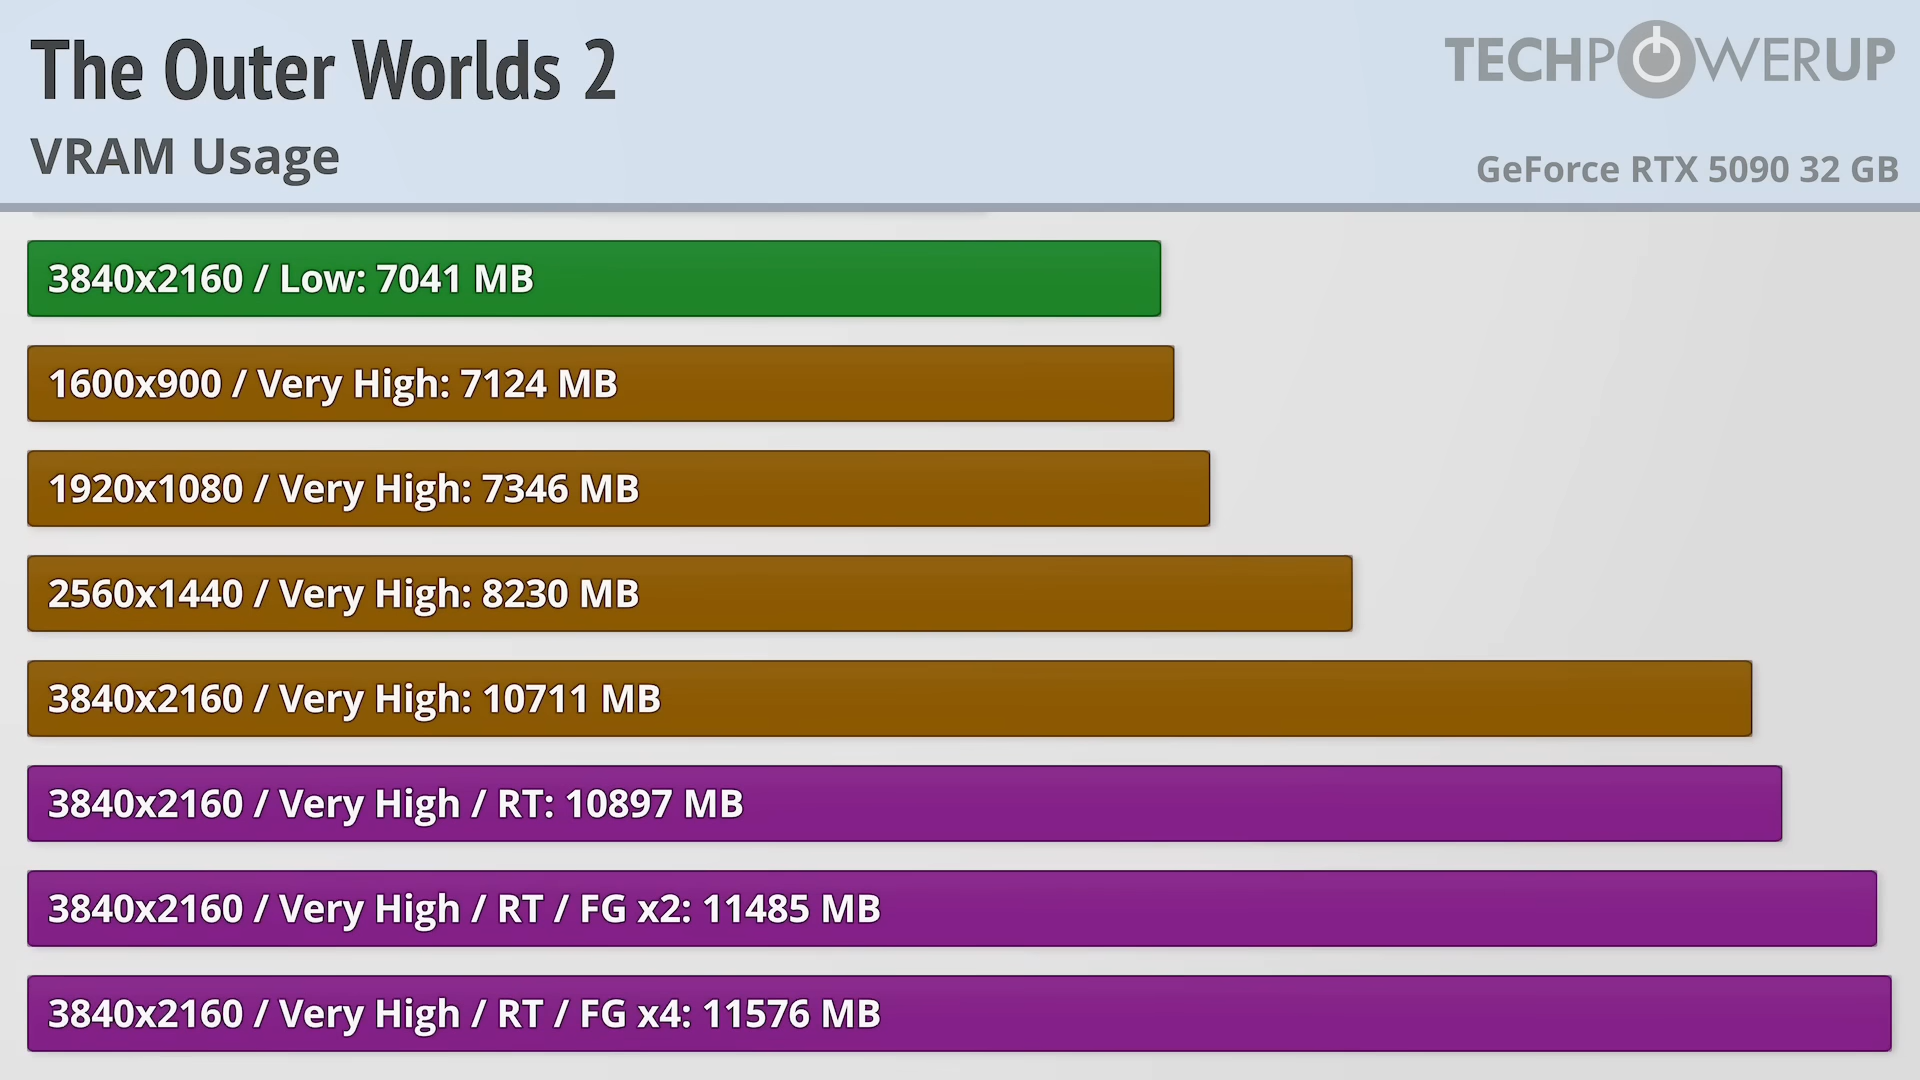 The Outer Worlds 2
TECHPOWERUP
VRAM Usage
GeForce RTX 5090 32 GB
3840x2160 / Low: 7041 MB
1600x900 / Very High: 7124 MB
1920x1080 / Very High: 7346 MB
2560x1440 / Very High: 8230 MB
3840x2160 / Very High: 10711 MB
3840x2160 / Very High / RT: 10897 MB
3840x2160 / Very High / RT / FG x2: 11485 MB
3840x2160 / Very High / RT / FG x4: 11576 MB